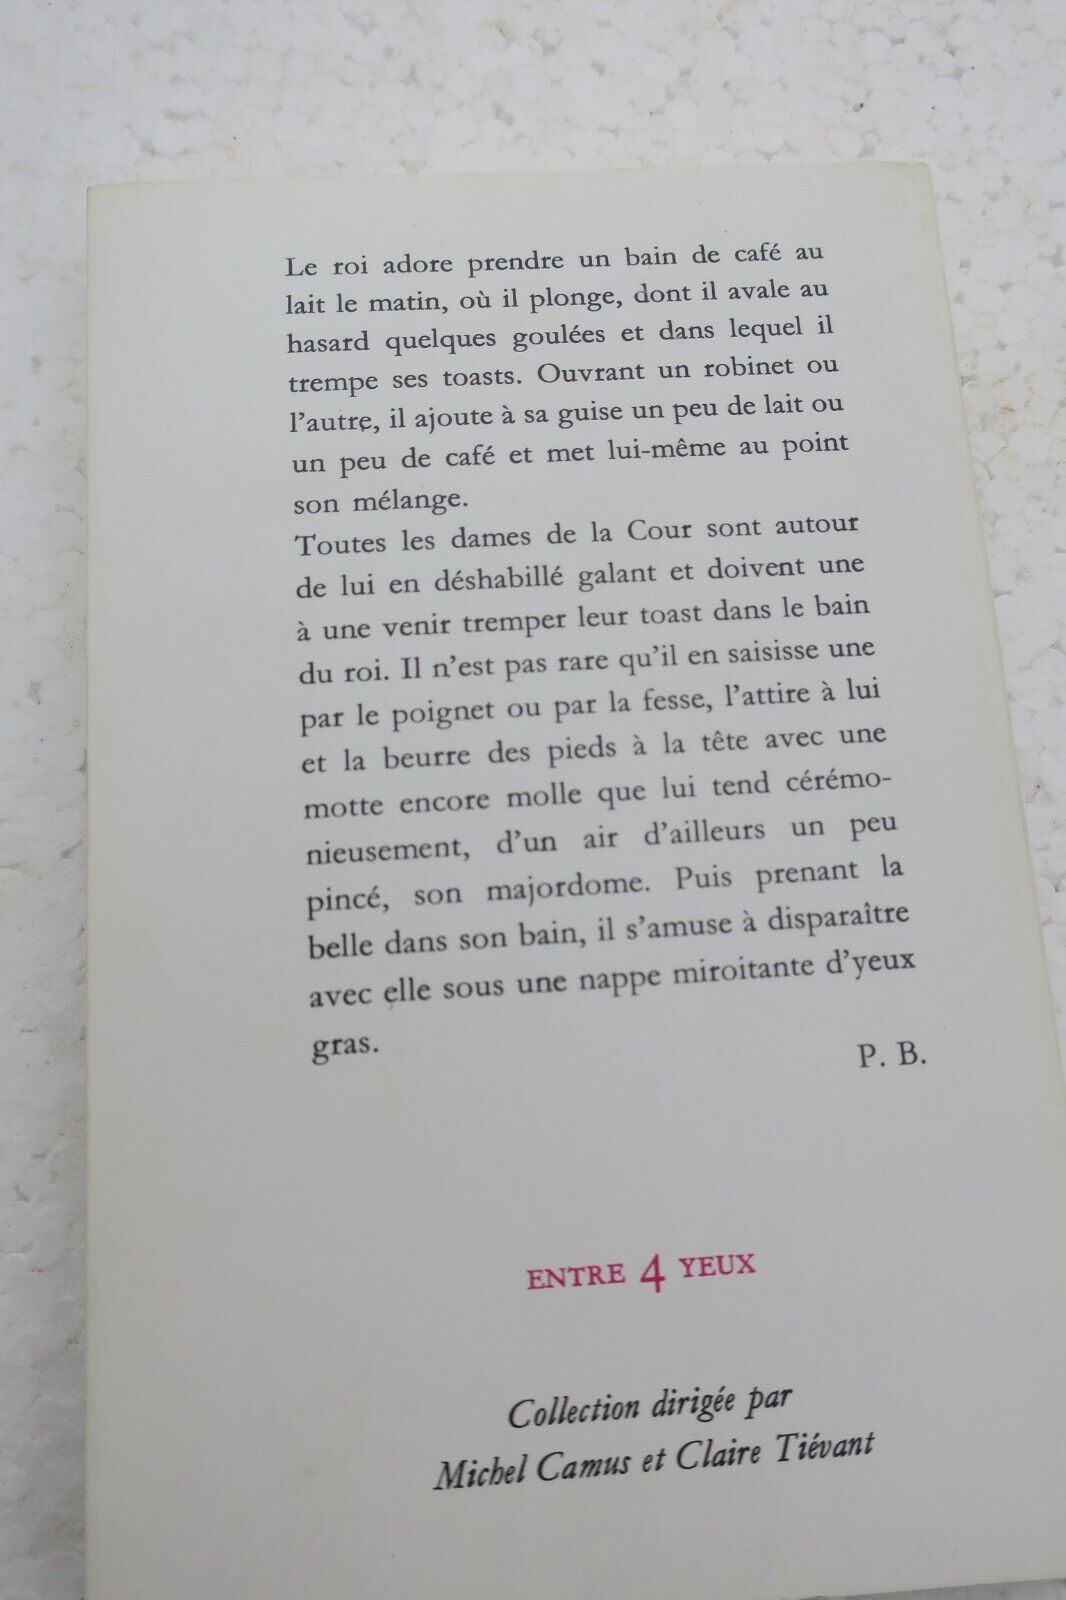 Le roi adore prendre un bain de café au
lait le matin, où il plonge, dont il avale au
hasard quelques goulées et dans lequel il
trempe ses toasts. Ouvrant un robinet ou
l'autre, il ajoute à sa guise un peu de lait ou
un peu de café et met lui-même au point
son mélange.
Toutes les dames de la Cour sont autour
de lui en déshabillé galant et doivent une
à une venir tremper leur toast dans le bain
du roi. Il n'est pas rare qu'il en saisisse une
par le poignet ou par la fesse, l'attire à lui
et la beurre des pieds à la tête avec une
motte encore molle que lui tend cérémo-
nieusement, d'un air d'ailleurs un peu
pincé, son majordome. Puis prenant la
belle dans son bain, il s'amuse à disparaître
avec elle sous une nappe miroitante d'yeux
gras.
P. B.
ENTRE 4 YEUX
Collection dirigée par
Michel Camus et Claire Tiévant